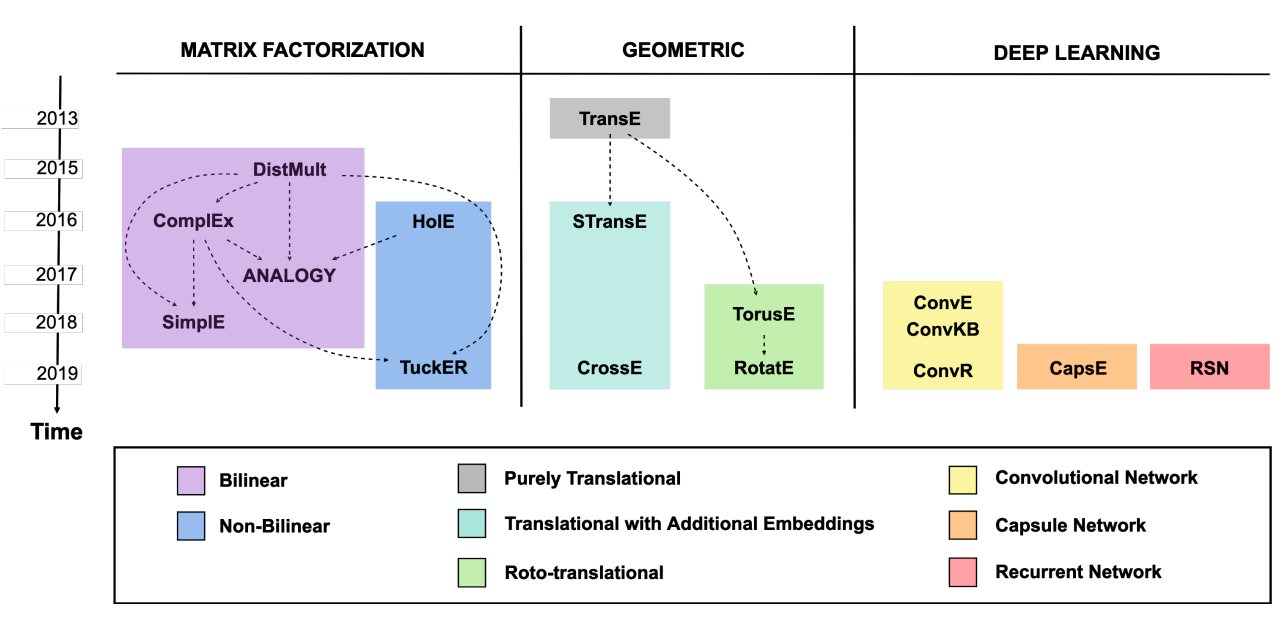 MATRIX FACTORIZATION
GEOMETRIC
DEEP LEARNING
2013
TransE
2015
DistMult
2016
ComplEx
HolE
STransE
2017
ANALOGY
ConvE
2018
SimplE
TorusE
ConvKB
2019
TuckER
CrossE
RotatE
ConvR
CapsE
RSN
Time
Bilinear
Purely Translational
Convolutional Network
Non-Bilinear
Translational with Additional Embeddings
Capsule Network
Roto-translational
Recurrent Network